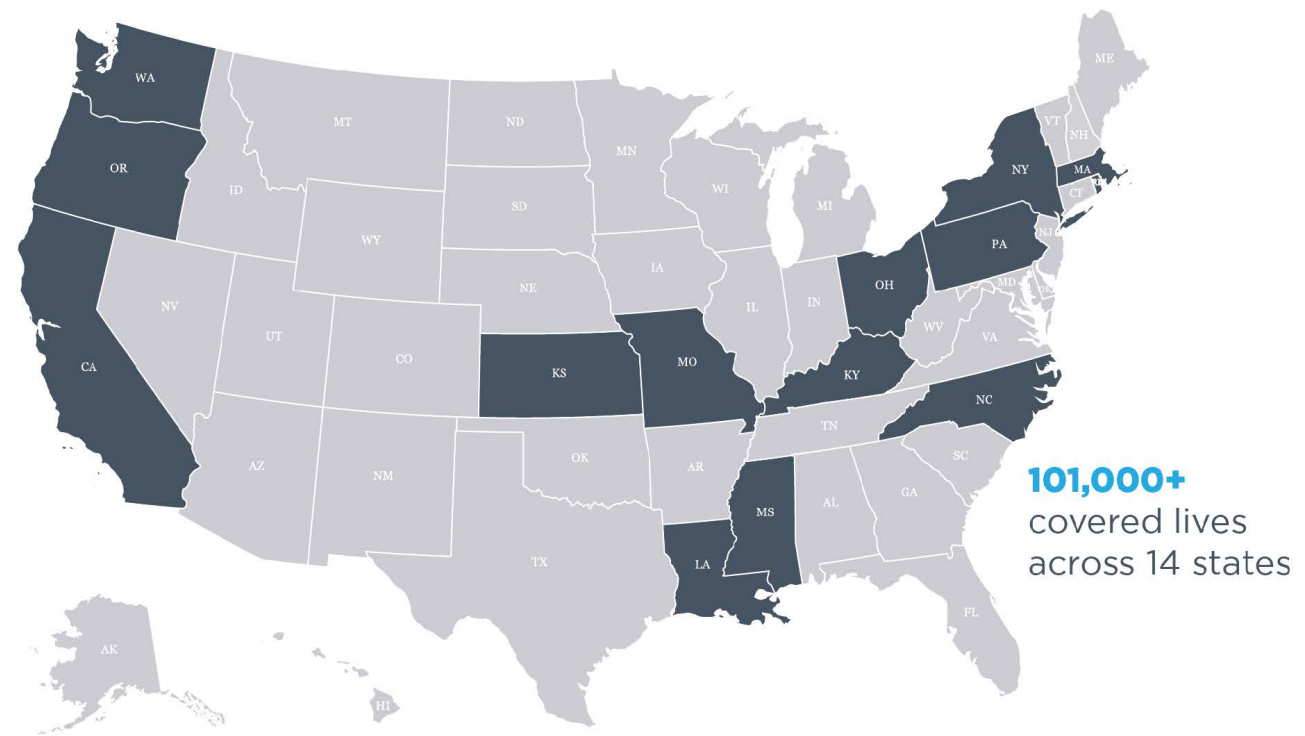 ME
WA
MT
ND
VT
NH
MN
OR
NY
MA
WI
ID
CT
SD
MI
WY
NJ
PA
IA
MD
OH
NE
NV
IL
IN
WV
UT
VA
CO
MO
CA
KS
KY
NC
TN
SC
AZ
OK
AR
NM
101,000+
covered lives
across 14 states
GA
AL
MS
TX
LA
FL
AK
HI